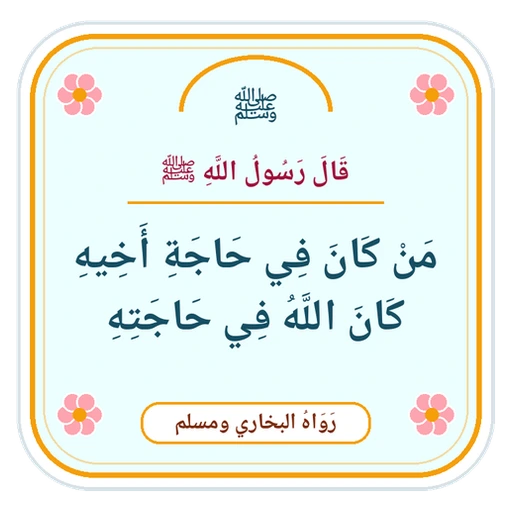 ﷺ
قَالَ رَسُولُ اللَّهِ ﷺ
مَنْ كَانَ فِي حَاجَةِ أَخِيهِ
كَانَ اللَّهُ فِي حَاجَتِهِ
رَوَاهُ البخاري ومسلم